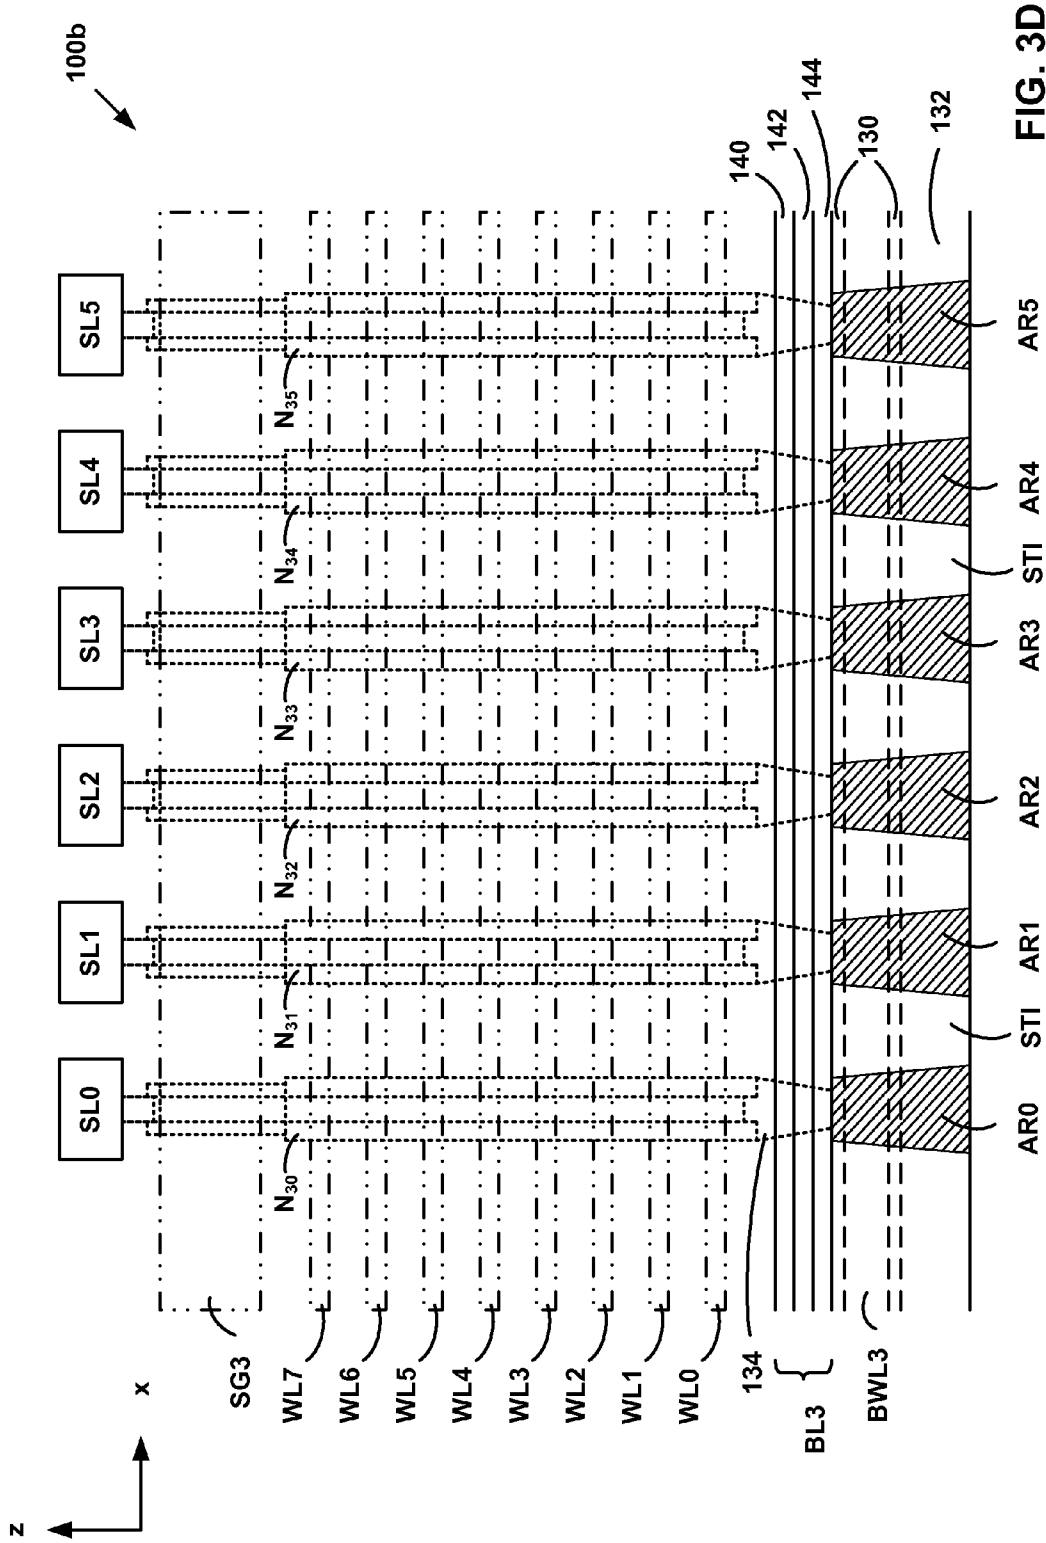 z
x
100b
SL0
SL1
SL2
SL3
SL4
SL5
SG3
N30
N31
N32
N33
N34
N35
WL7
WL6
WL5
WL4
WL3
WL2
WL1
WL0
134
140
142
144
130
132
BL3
BWL3
AR0
STI
AR1
AR2
AR3
STI
AR4
AR5
FIG. 3D